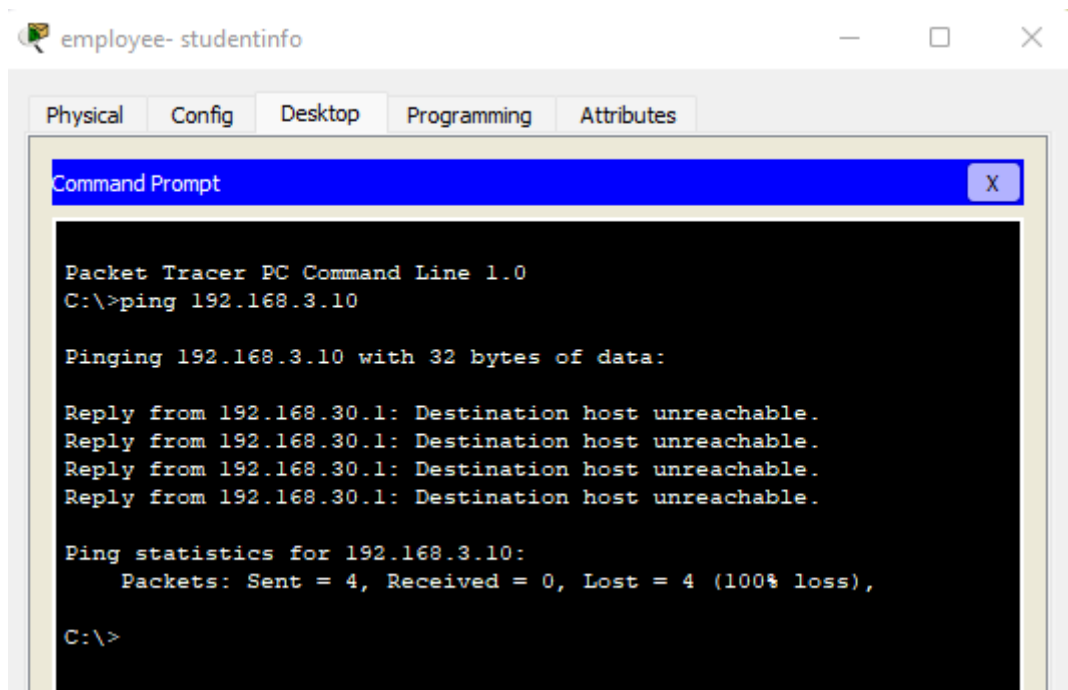 employee- studentinfo
Physical Config Desktop Programming Attributes
Command Prompt X
Packet Tracer PC Command Line 1.0
C:\>ping 192.168.3.10
Pinging 192.168.3.10 with 32 bytes of data:
Reply from 192.168.30.1: Destination host unreachable.
Reply from 192.168.30.1: Destination host unreachable.
Reply from 192.168.30.1: Destination host unreachable.
Reply from 192.168.30.1: Destination host unreachable.
Ping statistics for 192.168.3.10:
Packets: Sent = 4, Received = 0, Lost = 4 (100% loss),
C:\>